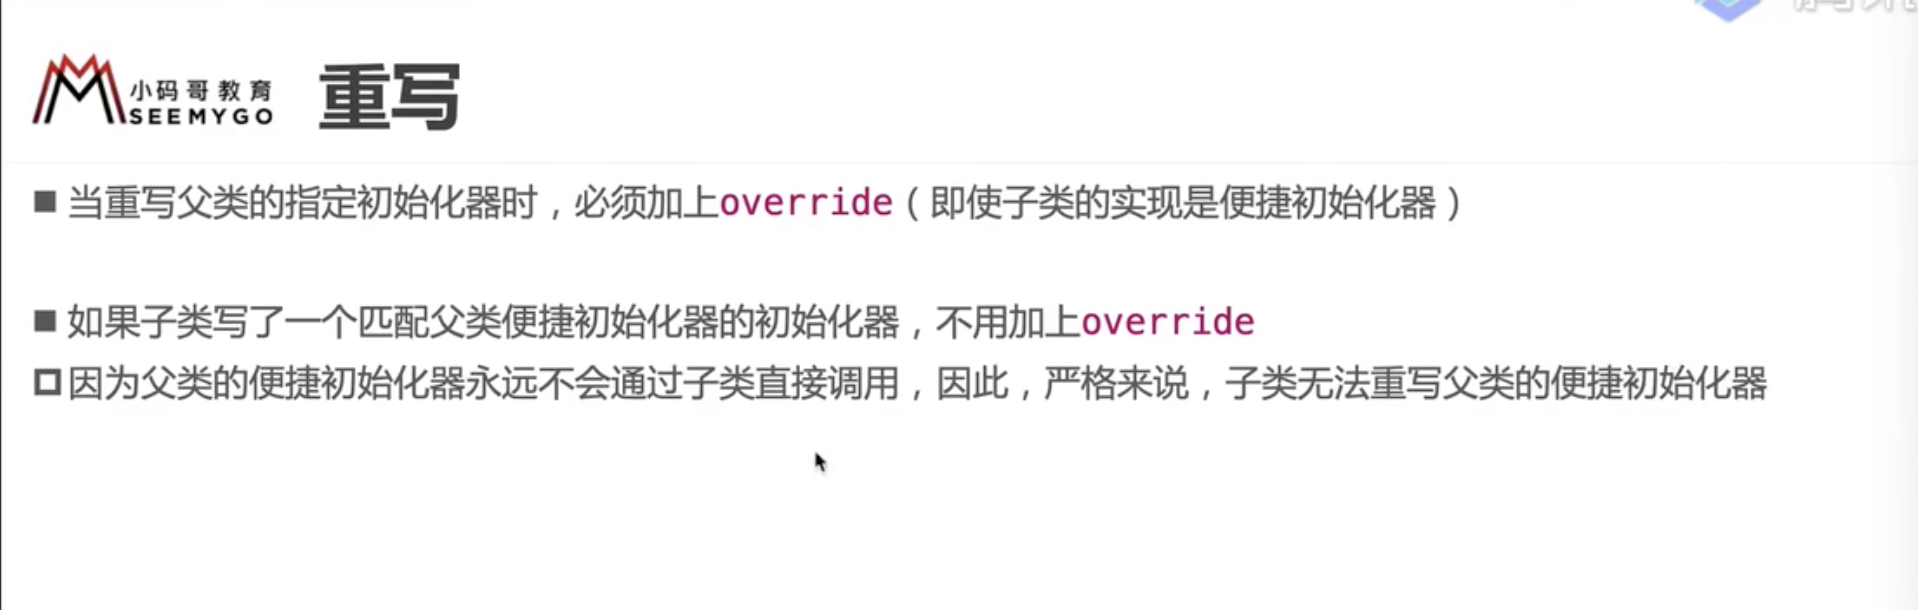 小码哥教育
SEEMYGO
重写
■ 当重写父类的指定初始化器时，必须加上override（即使子类的实现是便捷初始化器）
■ 如果子类写了一个匹配父类便捷初始化器的初始化器，不用加上override
因为父类的便捷初始化器永远不会通过子类直接调用，因此，严格来说，子类无法重写父类的便捷初始化器